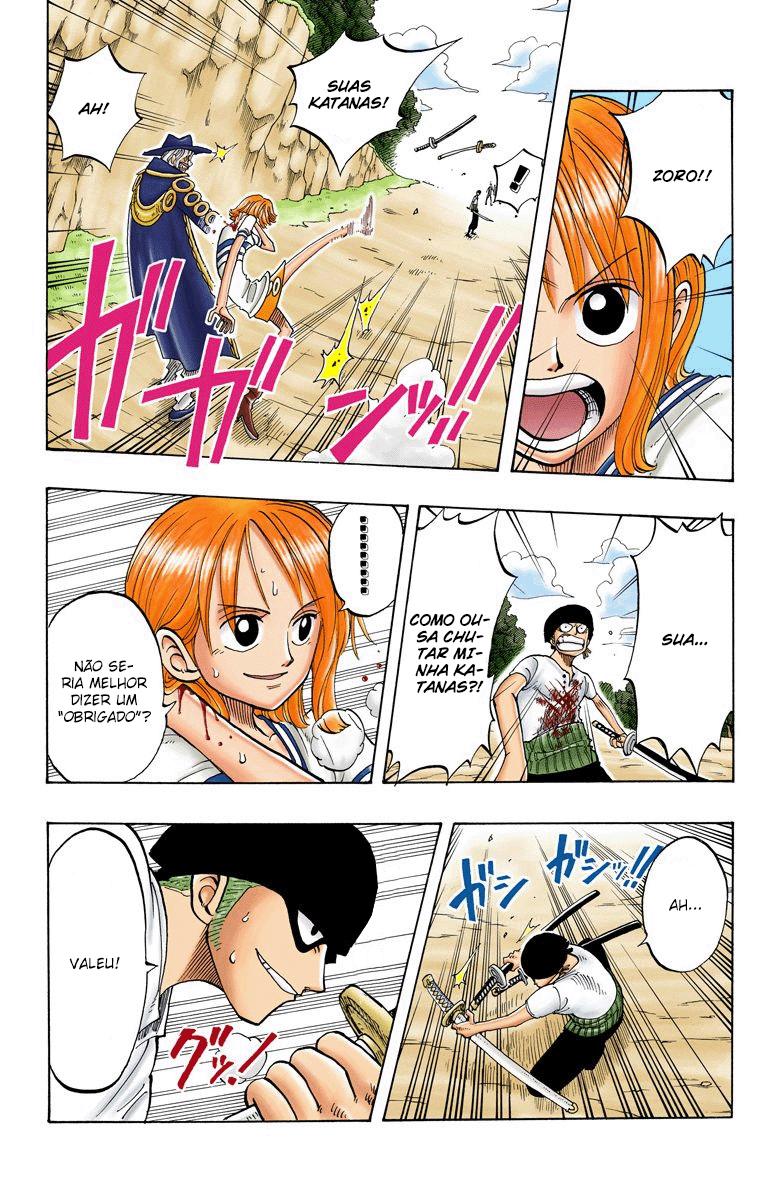 ZORO!!
SUAS
KATANAS!
!
AH!
ガガンッ!!
SUA...
COMO OU-
SA CHU-
TAR MI-
NHA KA-
TANAS?!
NÃO SE-
RIA MELHOR
DIZER UM
"OBRIGADO"?
AH...
ガシ
ガシッ!!
VALEU!
グッ!